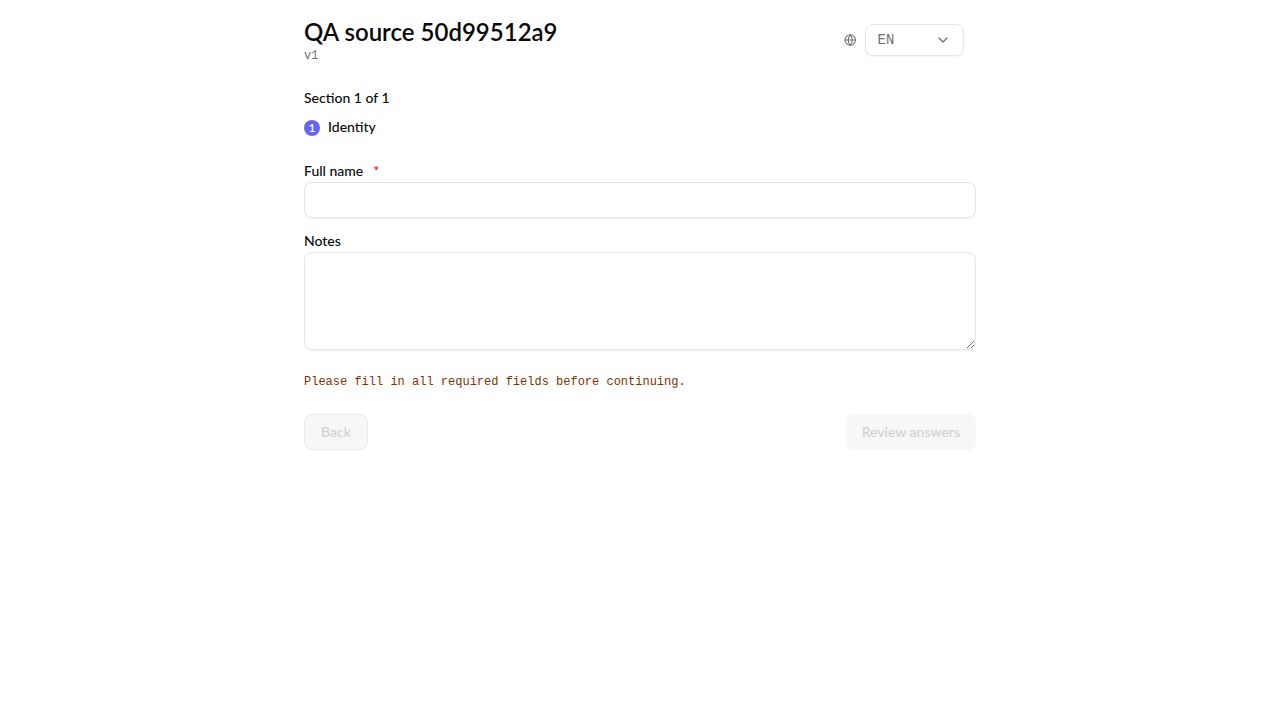 QA source 50d99512a9
v1
EN
Section 1 of 1
1 Identity
Full name *
Notes
Please fill in all required fields before continuing.
Back
Review answers